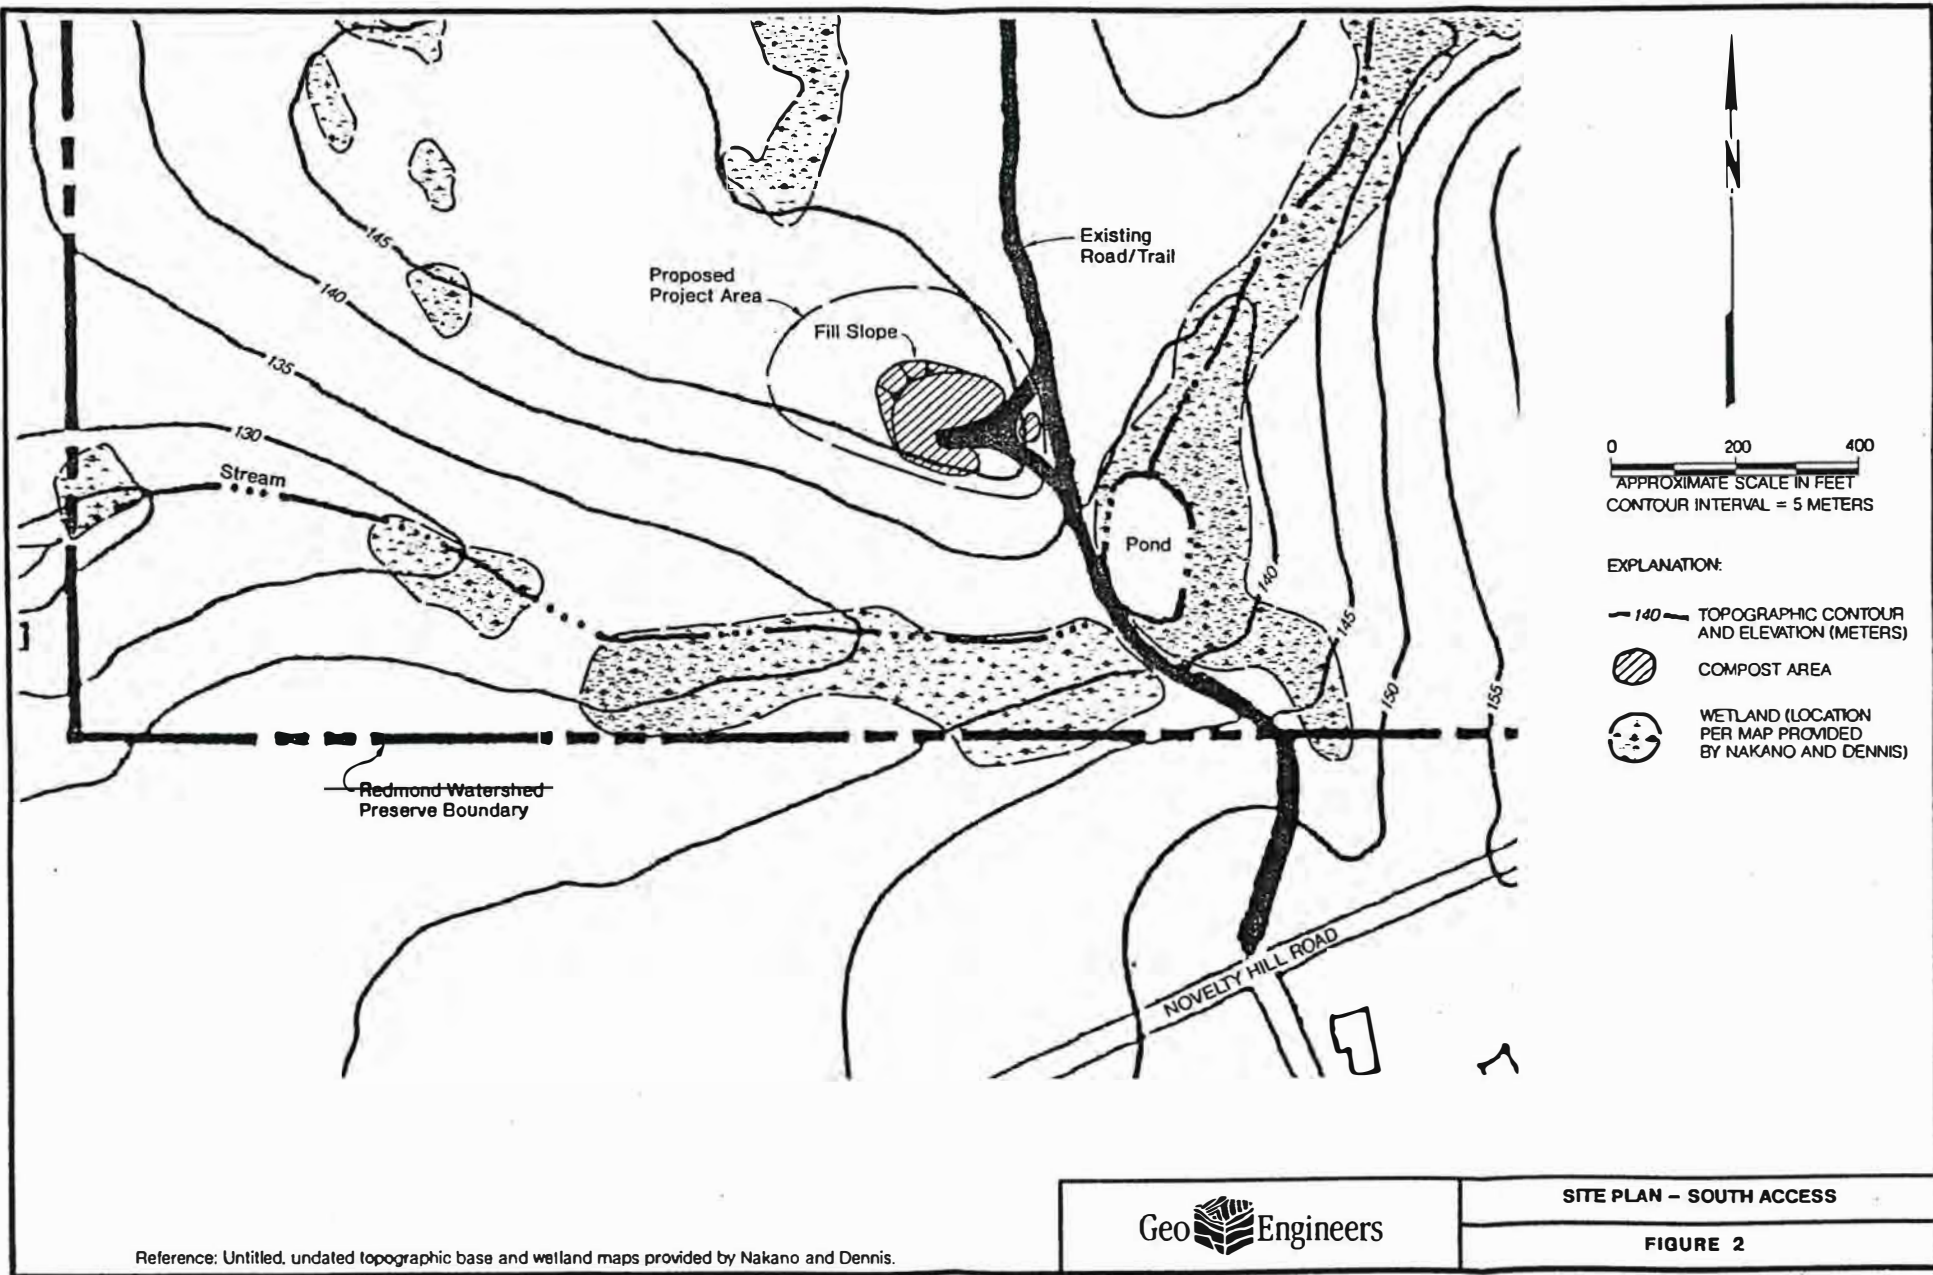 Existing
Road/Trail
Proposed
Project Area
Fill Slope
145
140
135
130
Stream
Pond
140
145
150
155
Redmond Watershed
Preserve Boundary
NOVELTY HILL ROAD
N
0 200 400
APPROXIMATE SCALE IN FEET
CONTOUR INTERVAL = 5 METERS
EXPLANATION:
140 TOPOGRAPHIC CONTOUR
AND ELEVATION (METERS)
COMPOST AREA
WETLAND (LOCATION
PER MAP PROVIDED
BY NAKANO AND DENNIS)
Reference: Untitled, undated topographic base and wetland maps provided by Nakano and Dennis.
Geo Engineers
SITE PLAN – SOUTH ACCESS
FIGURE 2